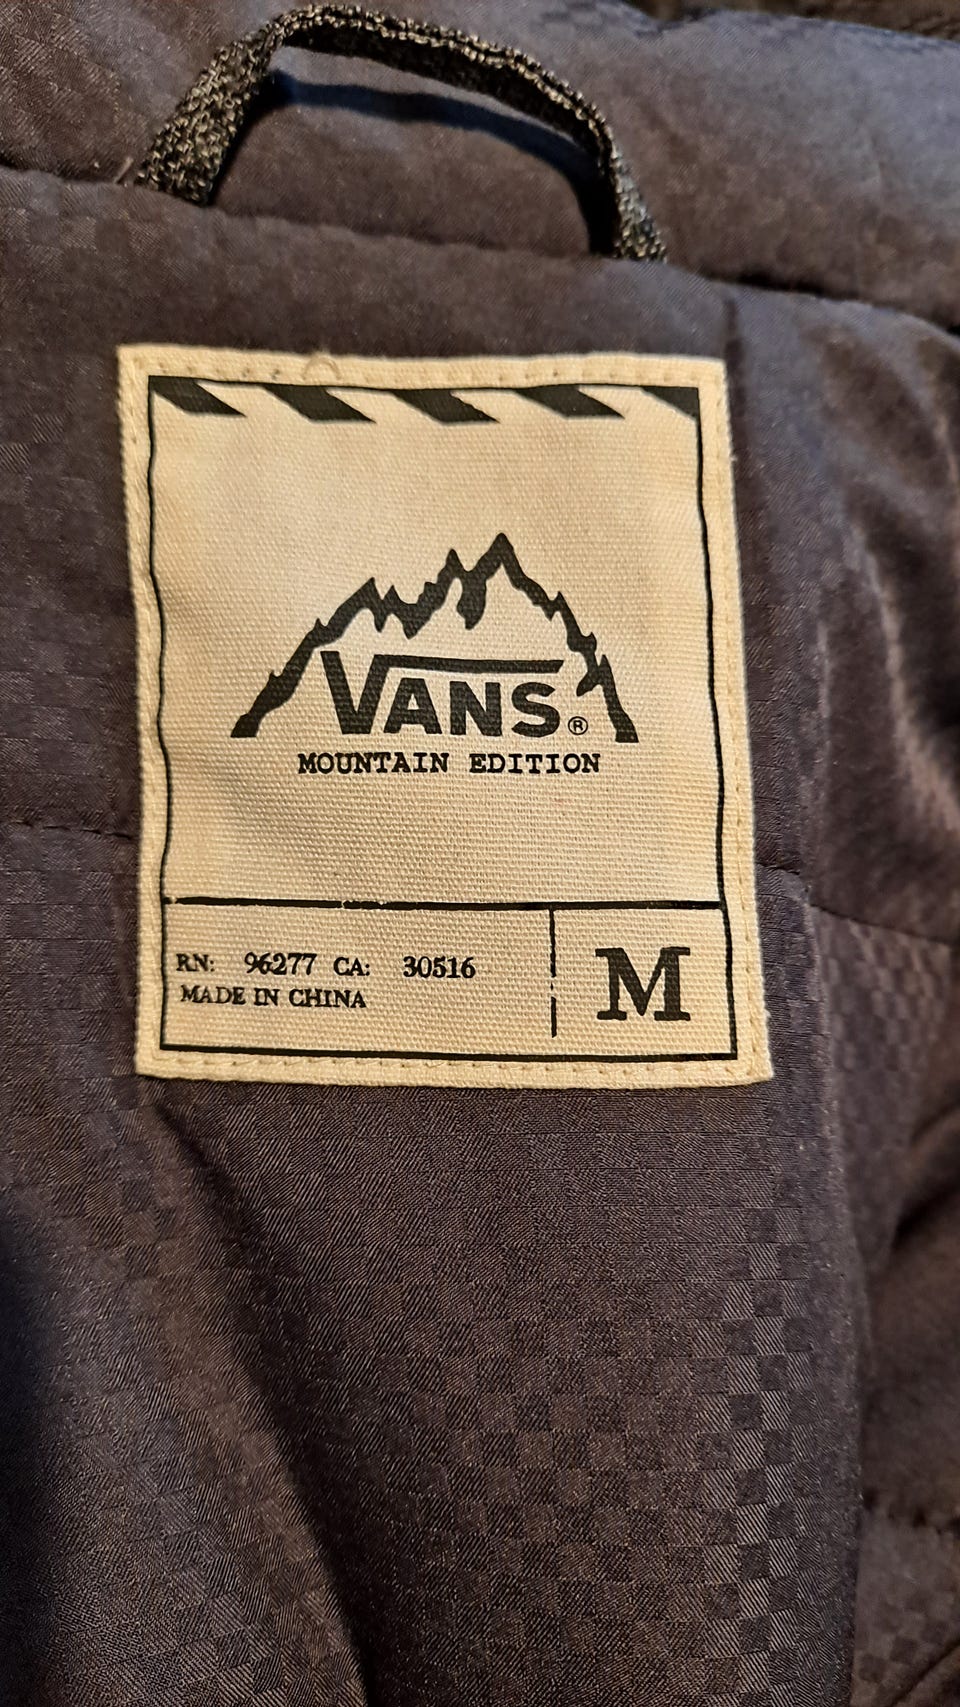 VANS®
MOUNTAIN EDITION
RN: 96277 CA: 30516
MADE IN CHINA
M